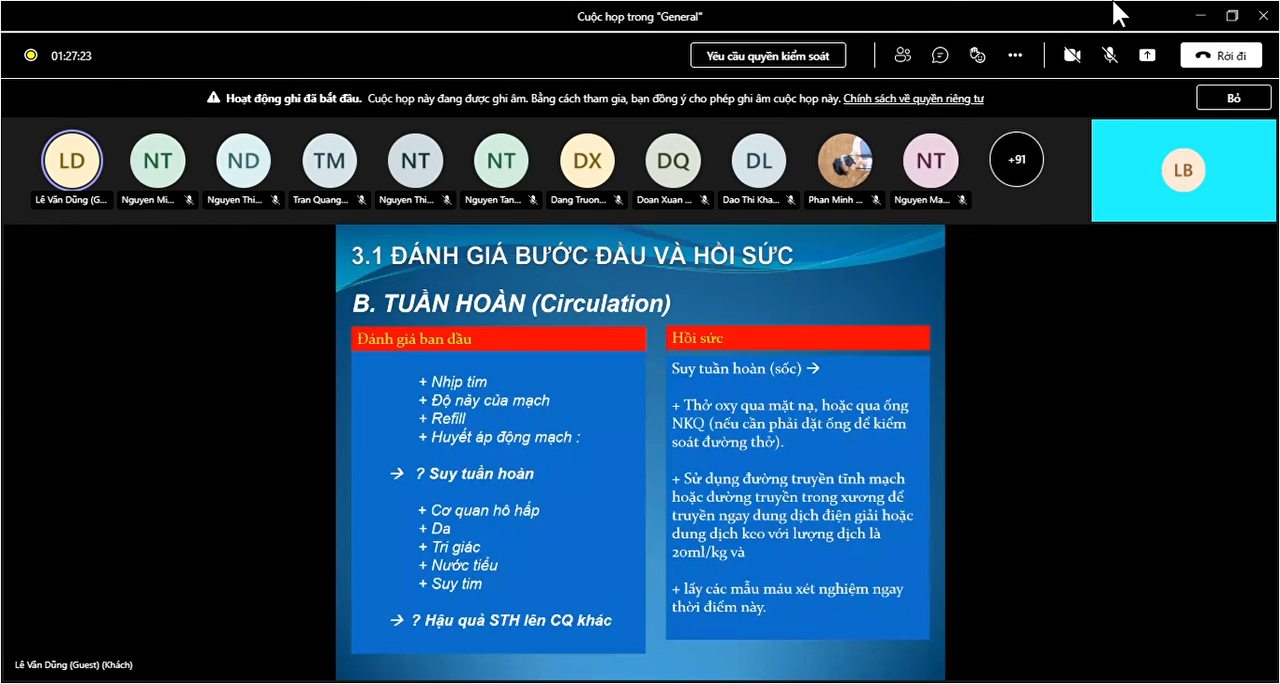 Cuộc họp trong "General"
01:27:23
Yêu cầu quyền kiểm soát
Rời đi
Hoạt động ghi đã bắt đầu. Cuộc họp này đang được ghi âm. Bằng cách tham gia, bạn đồng ý cho phép ghi âm cuộc họp này. Chính sách về quyền riêng tư
Bỏ
LD
NT
ND
TM
NT
NT
DX
DQ
DL
NT
+91
LB
Lê Văn Dũng (G...
Nguyen Mi...
Nguyen Thi...
Tran Quang...
Nguyen Thi...
Nguyen Tan...
Dang Truon...
Doan Xuan ...
Dao Thi Kha...
Phan Minh ...
Nguyen Ma...
3.1 ĐÁNH GIÁ BƯỚC ĐẦU VÀ HỒI SỨC
B. TUẦN HOÀN (Circulation)
Đánh giá ban đầu
+ Nhịp tim
+ Độ nảy của mạch
+ Refill
+ Huyết áp động mạch :
→ ? Suy tuần hoàn
+ Cơ quan hô hấp
+ Da
+ Tri giác
+ Nước tiểu
+ Suy tim
→ ? Hậu quả STH lên CQ khác
Hồi sức
Suy tuần hoàn (sốc) →
+ Thở oxy qua mặt nạ, hoặc qua ống
NKQ (nếu cần phải đặt ống để kiểm
soát đường thở).
+ Sử dụng đường truyền tĩnh mạch
hoặc đường truyền trong xương để
truyền ngay dung dịch điện giải hoặc
dung dịch keo với lượng dịch là
20ml/kg và
+ lấy các mẫu máu xét nghiệm ngay
thời điểm này.
Lê Văn Dũng (Guest) (Khách)